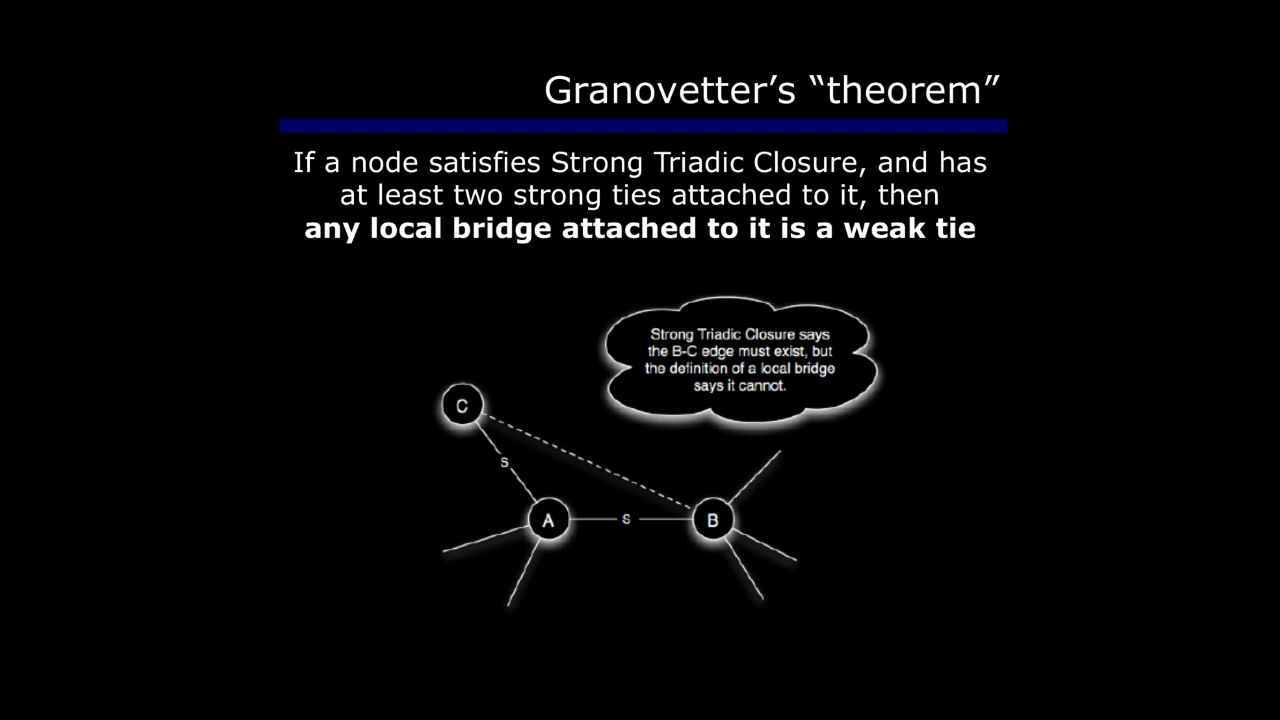 Granovetter’s “theorem”
If a node satisfies Strong Triadic Closure, and has
at least two strong ties attached to it, then
any local bridge attached to it is a weak tie
Strong Triadic Closure says
the B-C edge must exist, but
the definition of a local bridge
says it cannot.
C
S
A
S
B